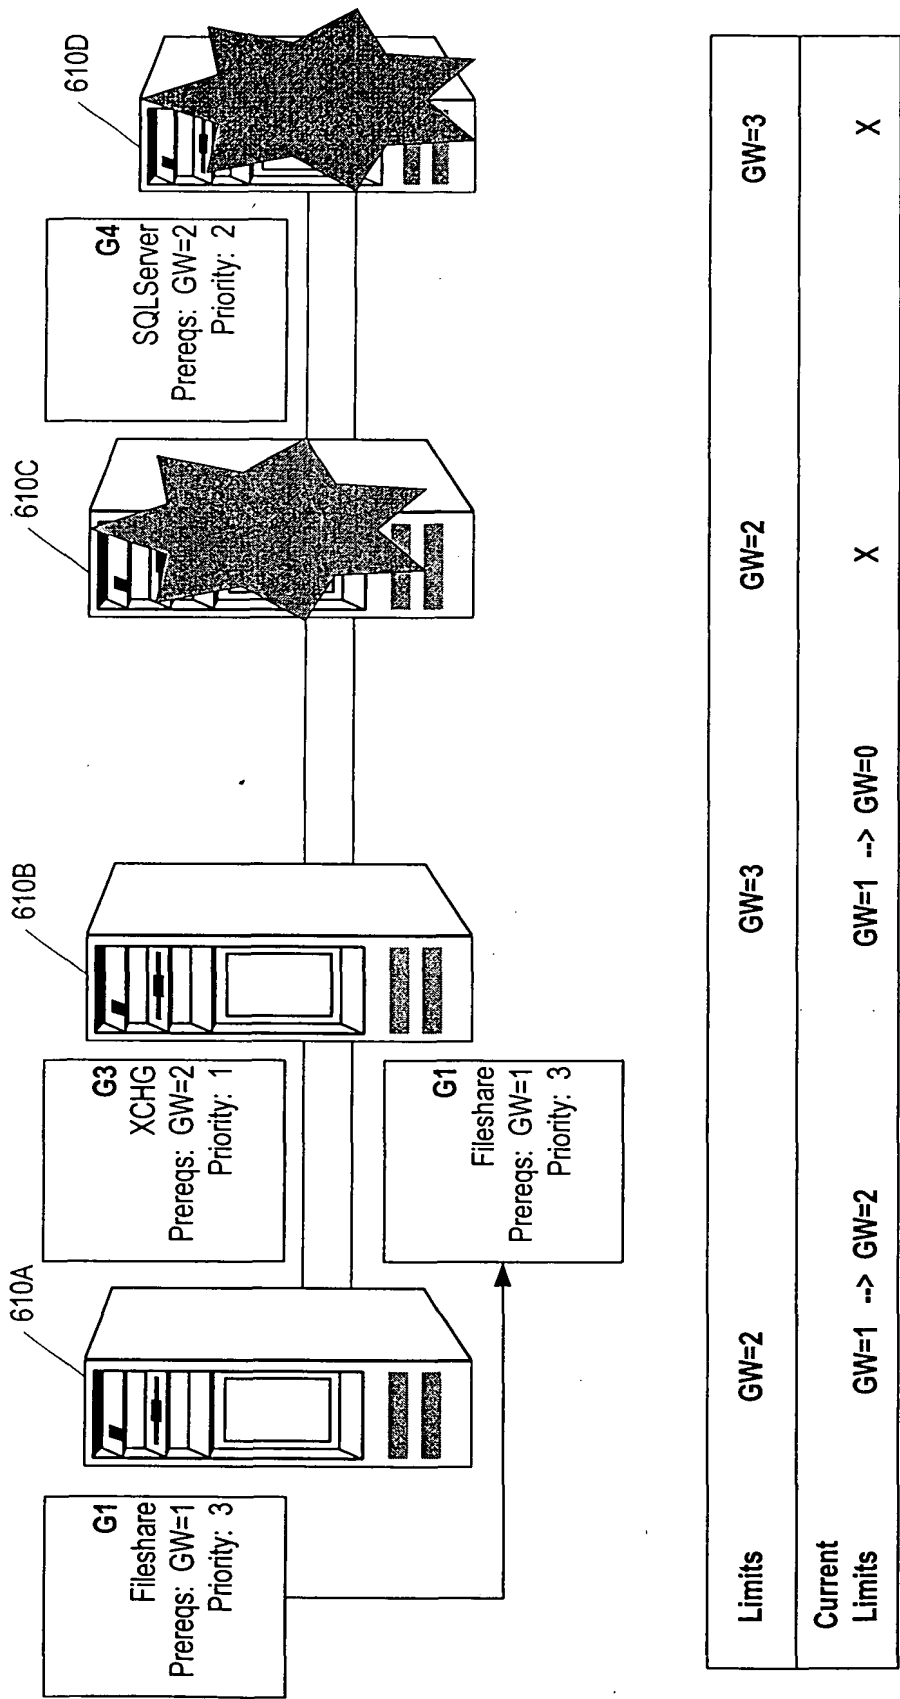 610A
610B
610C
610D
G1
Fileshare
Prereqs: GW=1
Priority: 3
G3
XCHG
Prereqs: GW=2
Priority: 1
G4
SQLServer
Prereqs: GW=2
Priority: 2
G1
Fileshare
Prereqs: GW=1
Priority: 3
Limits GW=2 GW=3 GW=2 GW=3
Current
Limits GW=1 --> GW=2 GW=1 --> GW=0 X X